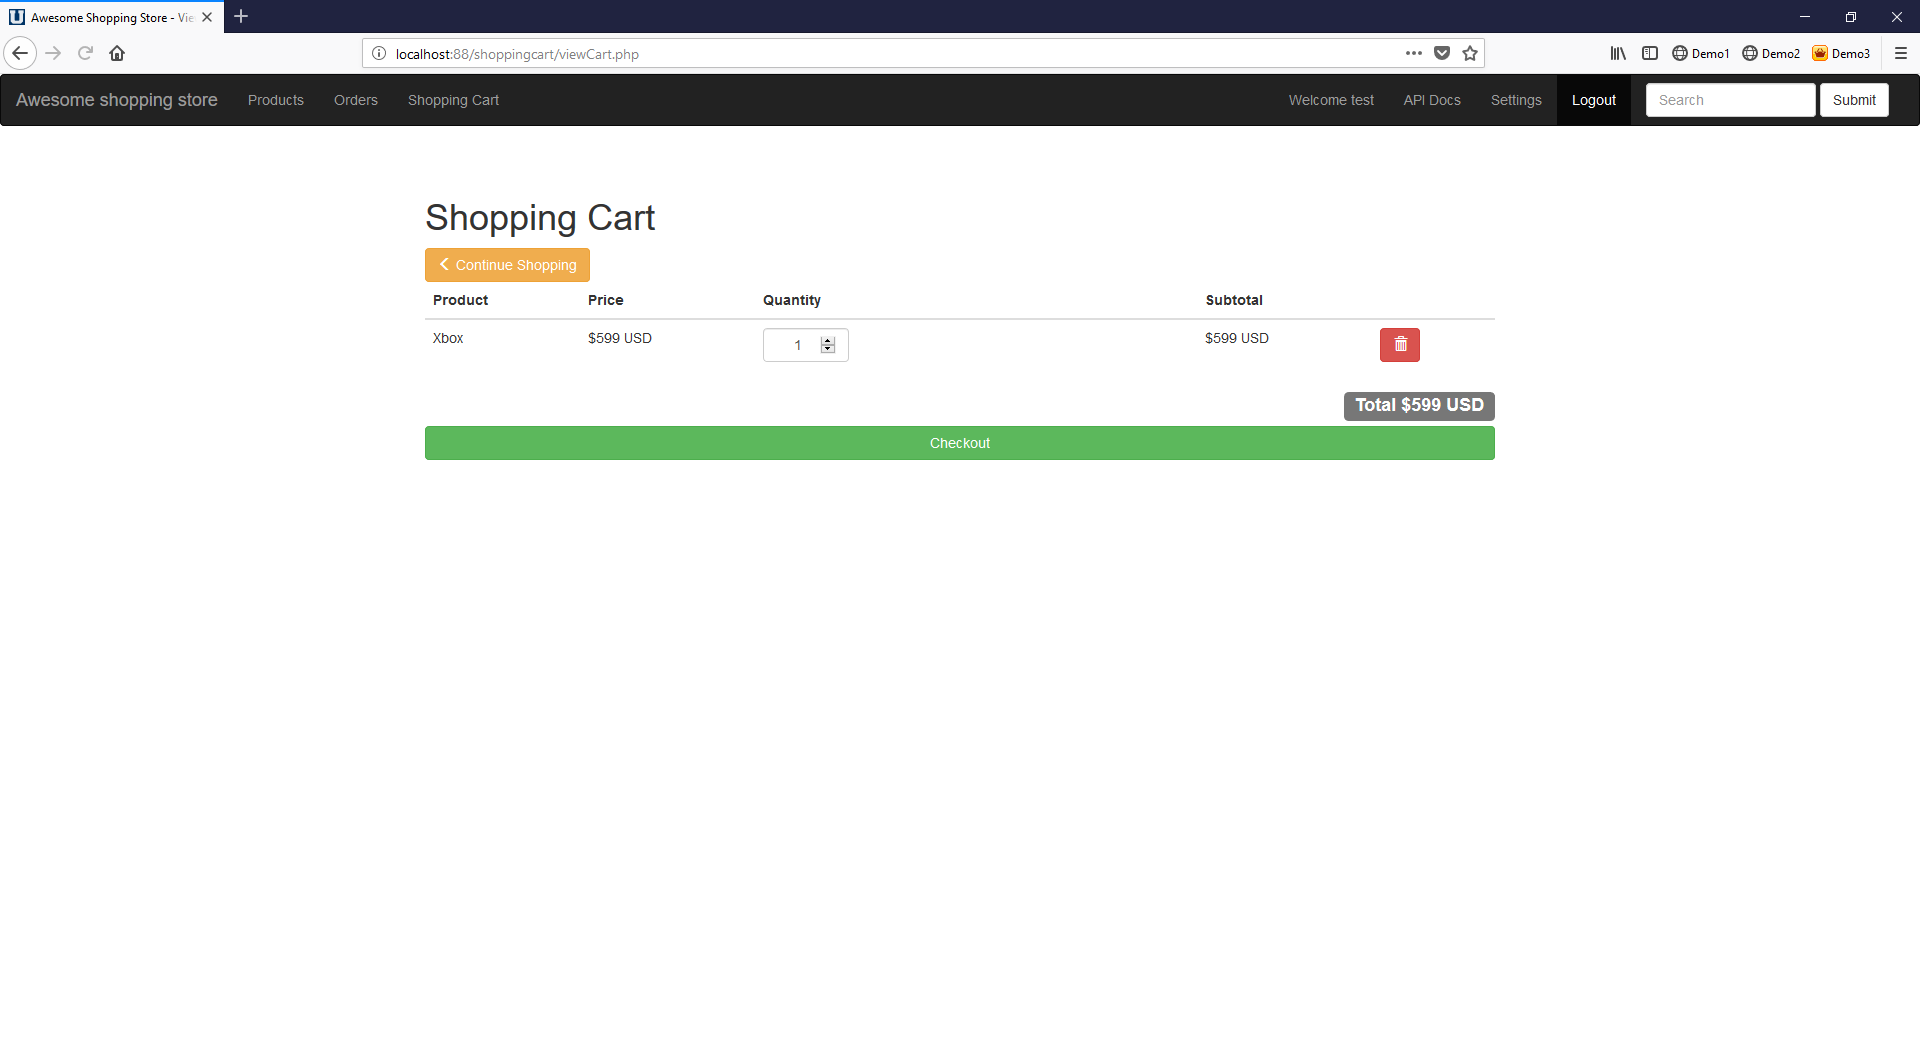 Awesome Shopping Store - Vie
localhost:88/shoppingcart/viewCart.php
Demo1 Demo2 Demo3
Awesome shopping store Products Orders Shopping Cart Welcome test API Docs Settings Logout Search Submit
Shopping Cart
Continue Shopping
Product Price Quantity Subtotal
Xbox $599 USD 1 $599 USD
Total $599 USD
Checkout